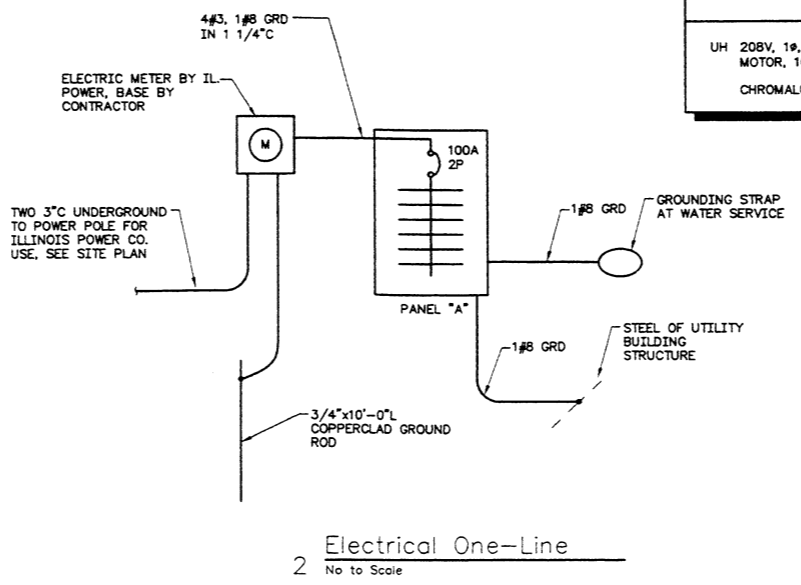 4#3, 1#8 GRD
IN 1 1/4"C
UH 208V, 1ø,
MOTOR,
ELECTRIC METER BY IL.
POWER, BASE BY
CONTRACTOR
M
100A
2P
TWO 3"C UNDERGROUND
TO POWER POLE FOR
ILLINOIS POWER CO.
USE, SEE SITE PLAN
1#8 GRD
GROUNDING STRAP
AT WATER SERVICE
PANEL "A"
1#8 GRD
STEEL OF UTILITY
BUILDING
STRUCTURE
3/4"x10'-0"L
COPPERCLAD GROUND
ROD
2 Electrical One-Line
No to Scale